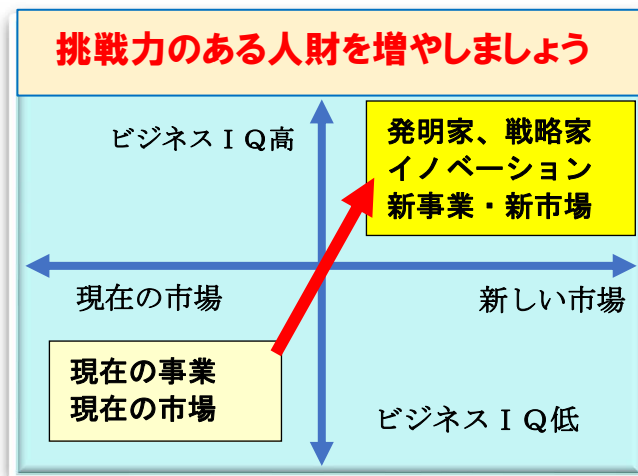 挑戦力のある人財を増やしましょう
ビジネスＩＱ高
発明家、戦略家
イノベーション
新事業・新市場
現在の市場
新しい市場
現在の事業
現在の市場
ビジネスＩＱ低